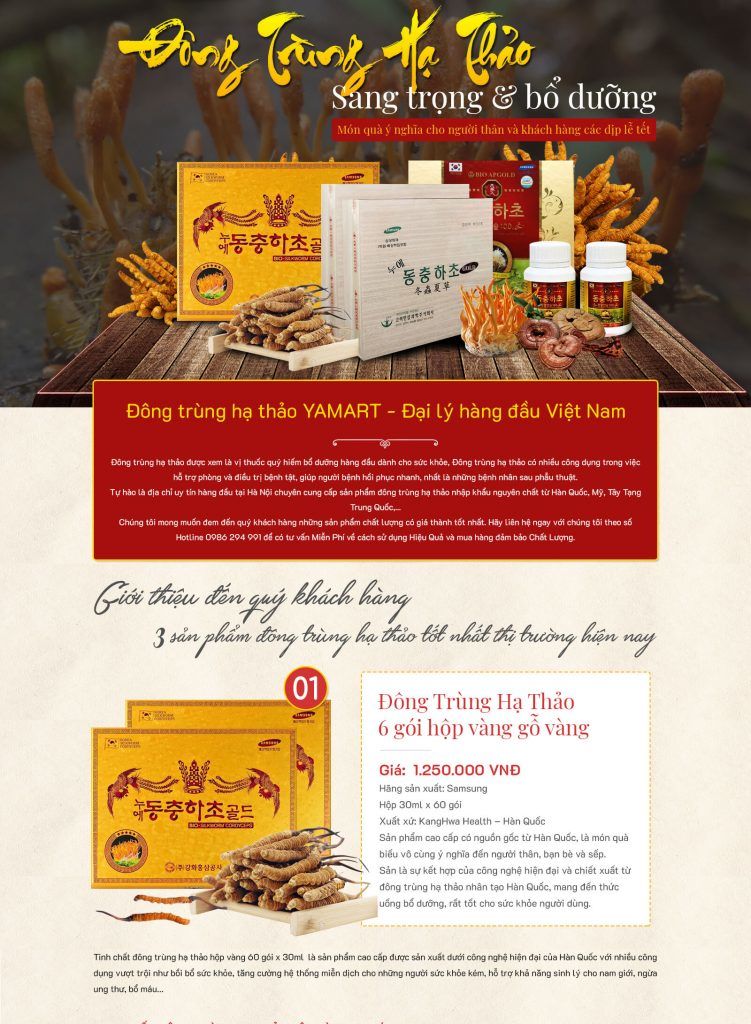 Đông Trùng Hạ Thảo
Sang trọng & bổ dưỡng
Món quà ý nghĩa cho người thân và khách hàng các dịp lễ tết
SAMSUNG
누에
동충하초골드
BIO-SILKWORM CORDYCEPS
누에
동충하초
冬蟲夏草
BIO APGOLD
하초
동충하초
동충하초
Đông trùng hạ thảo YAMART - Đại lý hàng đầu Việt Nam
Đông trùng hạ thảo được xem là vị thuốc quý hiếm bổ dưỡng hàng đầu dành cho sức khỏe, Đông trùng hạ thảo có nhiều công dụng trong việc
hỗ trợ phòng và điều trị bệnh tật, giúp người bệnh hồi phục nhanh, nhất là những bệnh nhân sau phẫu thuật.
Tự hào là địa chỉ uy tín hàng đầu tại Hà Nội chuyên cung cấp sản phẩm đông trùng hạ thảo nhập khẩu nguyên chất từ Hàn Quốc, Mỹ, Tây Tạng
Trung Quốc,...
Chúng tôi mong muốn đem đến quý khách hàng những sản phẩm chất lượng có giá thành tốt nhất. Hãy liên hệ ngay với chúng tôi theo số
Hotline 0986 294 991 để có tư vấn Miễn Phí về cách sử dụng Hiệu Quả và mua hàng đảm bảo Chất Lượng.
Giới thiệu đến quý khách hàng
3 sản phẩm đông trùng hạ thảo tốt nhất thị trường hiện nay
01
SAMSUNG
누에
동충하초골드
BIO-SILKWORM CORDYCEPS
(주)강화홍삼공사
Đông Trùng Hạ Thảo
6 gói hộp vàng gỗ vàng
Giá: 1.250.000 VNĐ
Hãng sản xuất: Samsung
Hộp 30ml x 60 gói
Xuất xứ: KangHwa Health – Hàn Quốc
Sản phẩm cao cấp có nguồn gốc từ Hàn Quốc, là món quà
biếu vô cùng ý nghĩa đến người thân, bạn bè và sếp.
Sản là sự kết hợp của công nghệ hiện đại và chiết xuất từ
đông trùng hạ thảo nhân tạo Hàn Quốc, mang đến thức
uống bổ dưỡng, rất tốt cho sức khỏe người dùng.
Tinh chất đông trùng hạ thảo hộp vàng 60 gói x 30ml là sản phẩm cao cấp được sản xuất dưới công nghệ hiện đại của Hàn Quốc với nhiều công
dụng vượt trội như bồi bổ sức khỏe, tăng cường hệ thống miễn dịch cho những người sức khỏe kém, hỗ trợ khả năng sinh lý cho nam giới, ngừa
ung thư, bổ máu...